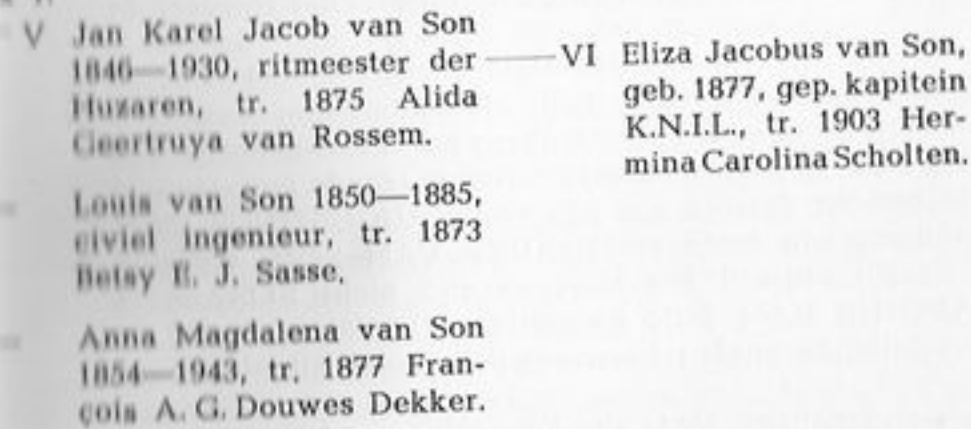 V Jan Karel Jacob van Son
1846—1930, ritmeester der
Huzaren, tr. 1875 Alida
Geertruya van Rossem.
Louis van Son 1850—1885,
civiel ingenieur, tr. 1873
Betsy E. J. Sasse.
Anna Magdalena van Son
1854—1943, tr. 1877 Fran-
çois A. G. Douwes Dekker.
VI Eliza Jacobus van Son,
geb. 1877, gep. kapitein
K.N.I.L., tr. 1903 Her-
mina Carolina Scholten.